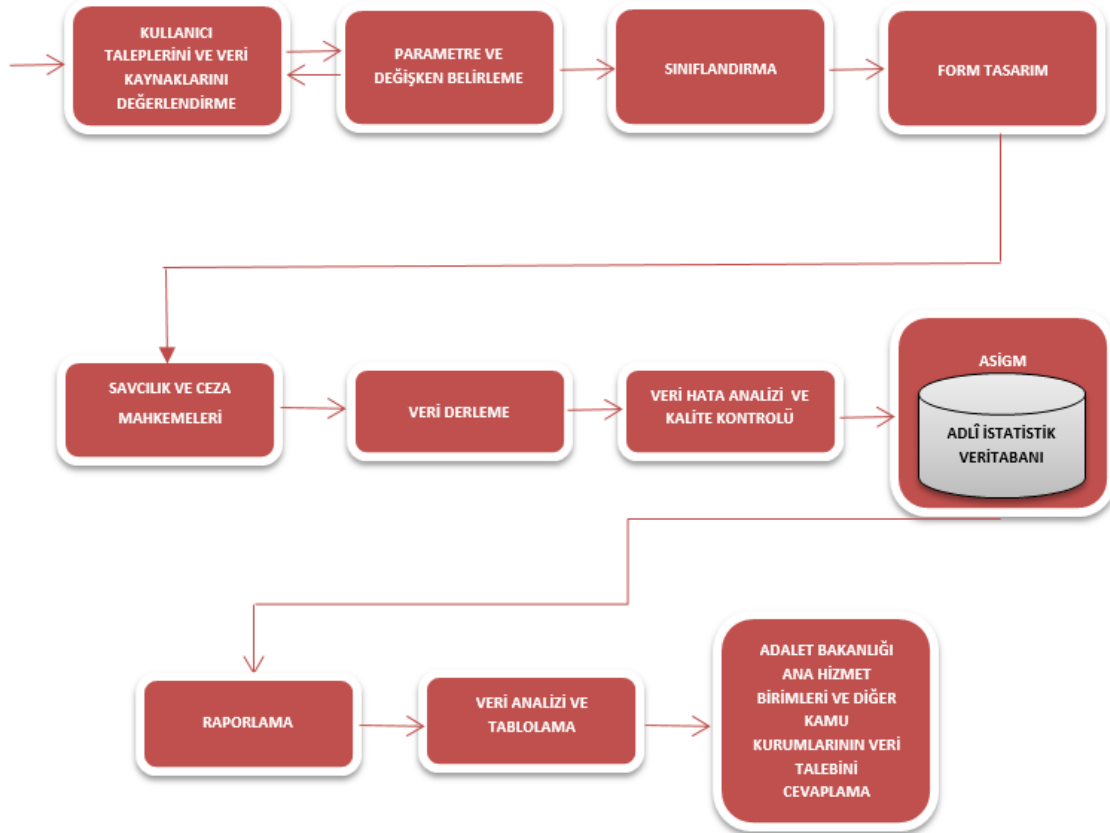 KULLANICI
TALEPLERİNİ VE VERİ
KAYNAKLARINI
DEĞERLENDİRME
PARAMETRE VE
DEĞİŞKEN BELİRLEME
SINIFLANDIRMA
FORM TASARIM
SAVCILIK VE CEZA
MAHKEMELERİ
VERİ DERLEME
VERİ HATA ANALİZİ VE
KALİTE KONTROLÜ
ASİGM
ADLÎ İSTATİSTİK
VERİTABANI
RAPORLAMA
VERİ ANALİZİ VE
TABLOLAMA
ADALET BAKANLIĞI
ANA HİZMET
BİRİMLERİ VE DİĞER
KAMU
KURUMLARININ VERİ
TALEBİNİ
CEVAPLAMA